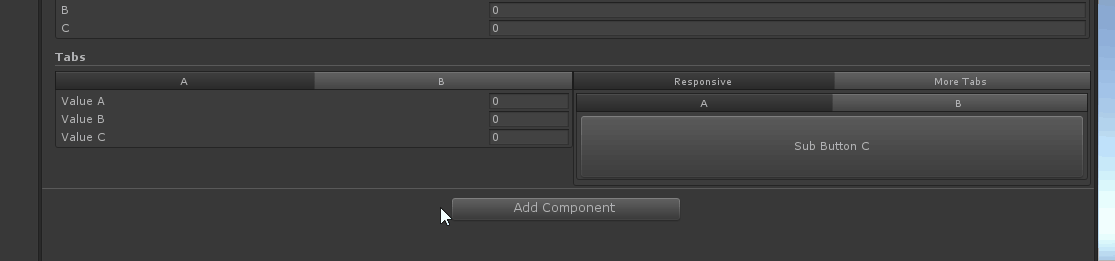 B 0
C 0
Tabs
A B Responsive More Tabs
Value A 0 A B
Value B 0
Value C 0 Sub Button C
Add Component